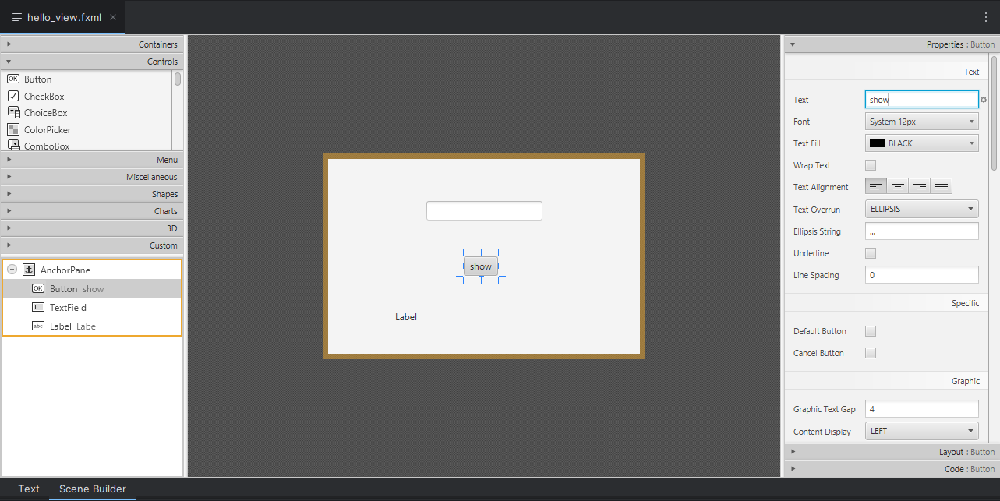 hello_view.fxml
Containers
Controls
OK Button
CheckBox
ChoiceBox
ColorPicker
ComboBox
Menu
Miscellaneous
Shapes
Charts
3D
Custom
AnchorPane
OK Button show
TextField
abc Label Label
show
Label
Properties : Button
Text
Text show
Font System 12px
Text Fill BLACK
Wrap Text
Text Alignment
Text Overrun ELLIPSIS
Ellipsis String ...
Underline
Line Spacing 0
Specific
Default Button
Cancel Button
Graphic
Graphic Text Gap 4
Content Display LEFT
Layout : Button
Code : Button
Text Scene Builder